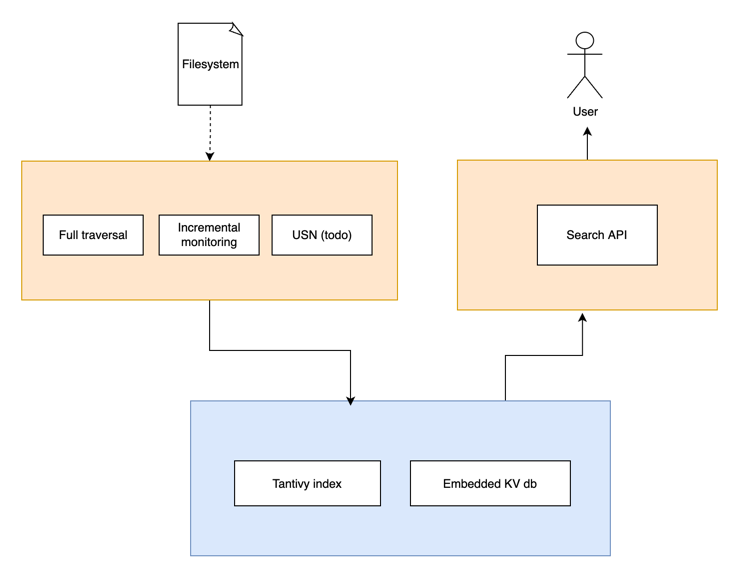 Filesystem
User
Full traversal
Incremental
monitoring
USN (todo)
Search API
Tantivy index
Embedded KV db